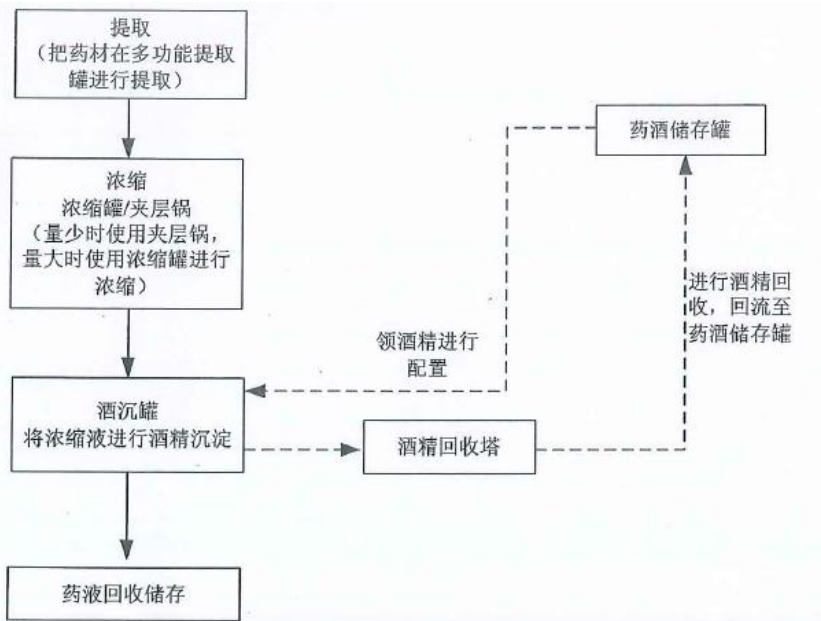 提取
（把药材在多功能提取
罐进行提取）
药酒储存罐
浓缩
浓缩罐/夹层锅
（量少时使用夹层锅，
量大时使用浓缩罐进行
浓缩）
进行酒精回
收，回流至
药酒储存罐
领酒精进行
配置
酒沉罐
将浓缩液进行酒精沉淀
酒精回收塔
药液回收储存